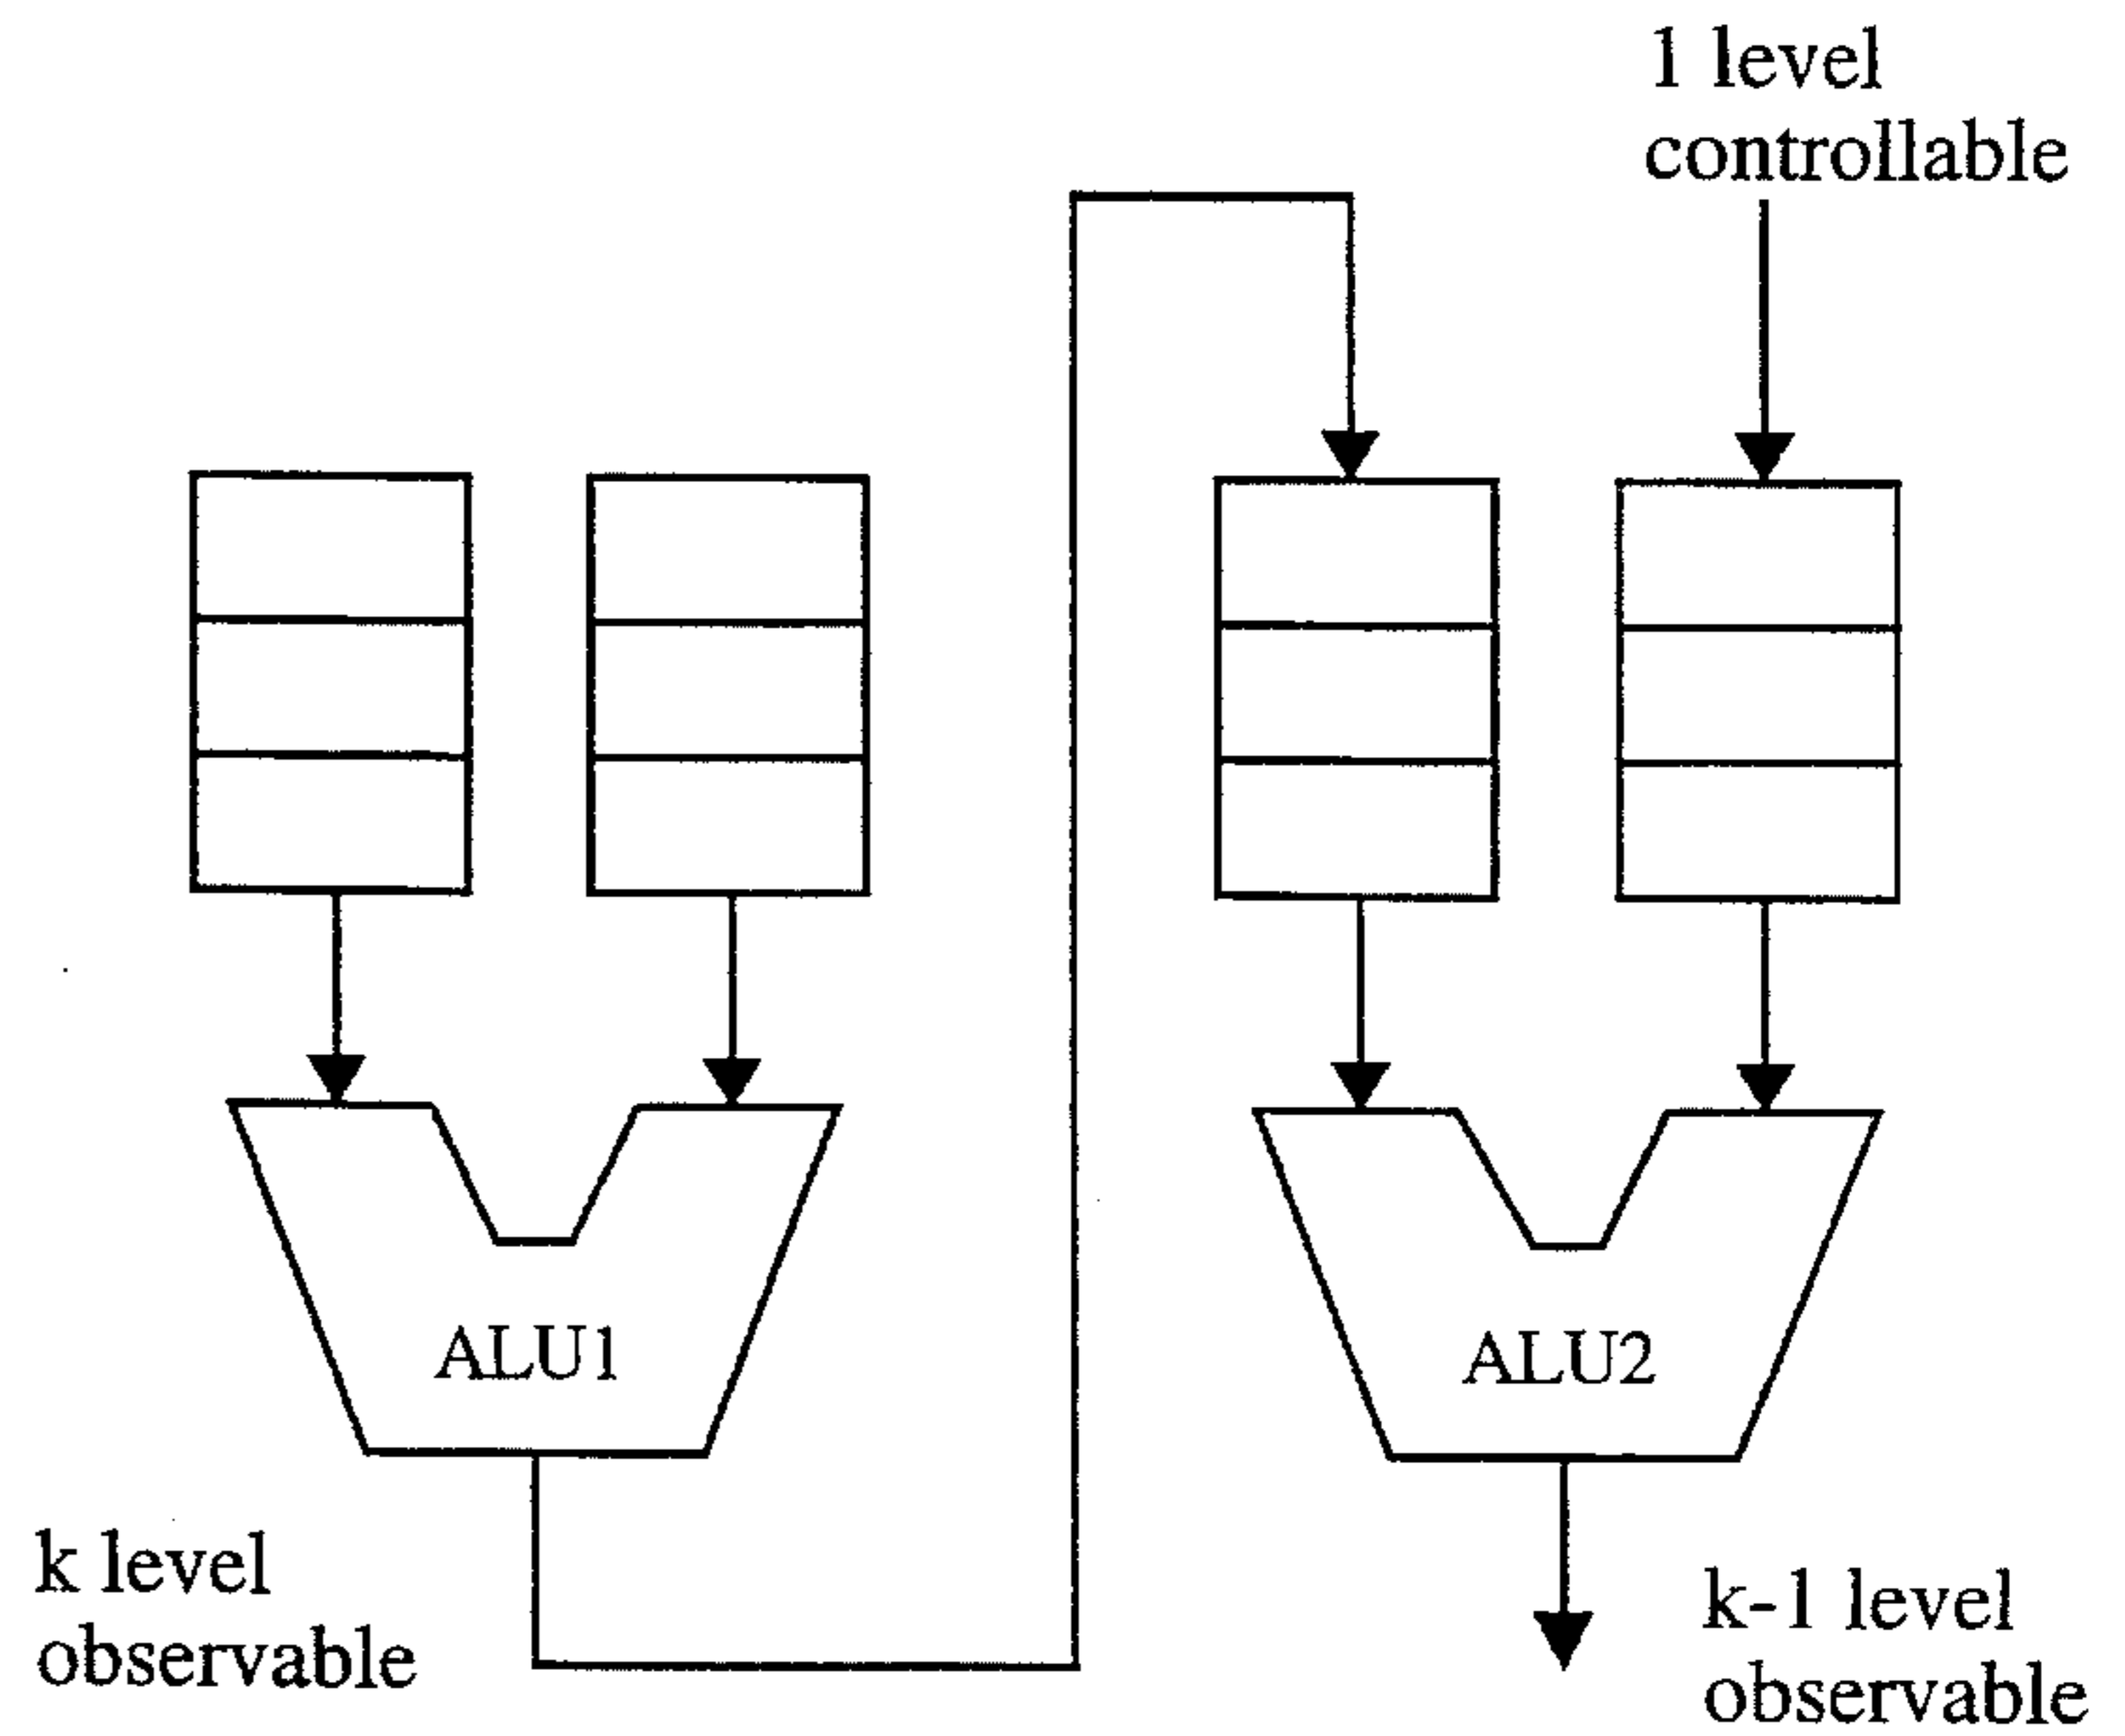 1 level
controllable
ALU1
ALU2
k level
observable
k-1 level
observable